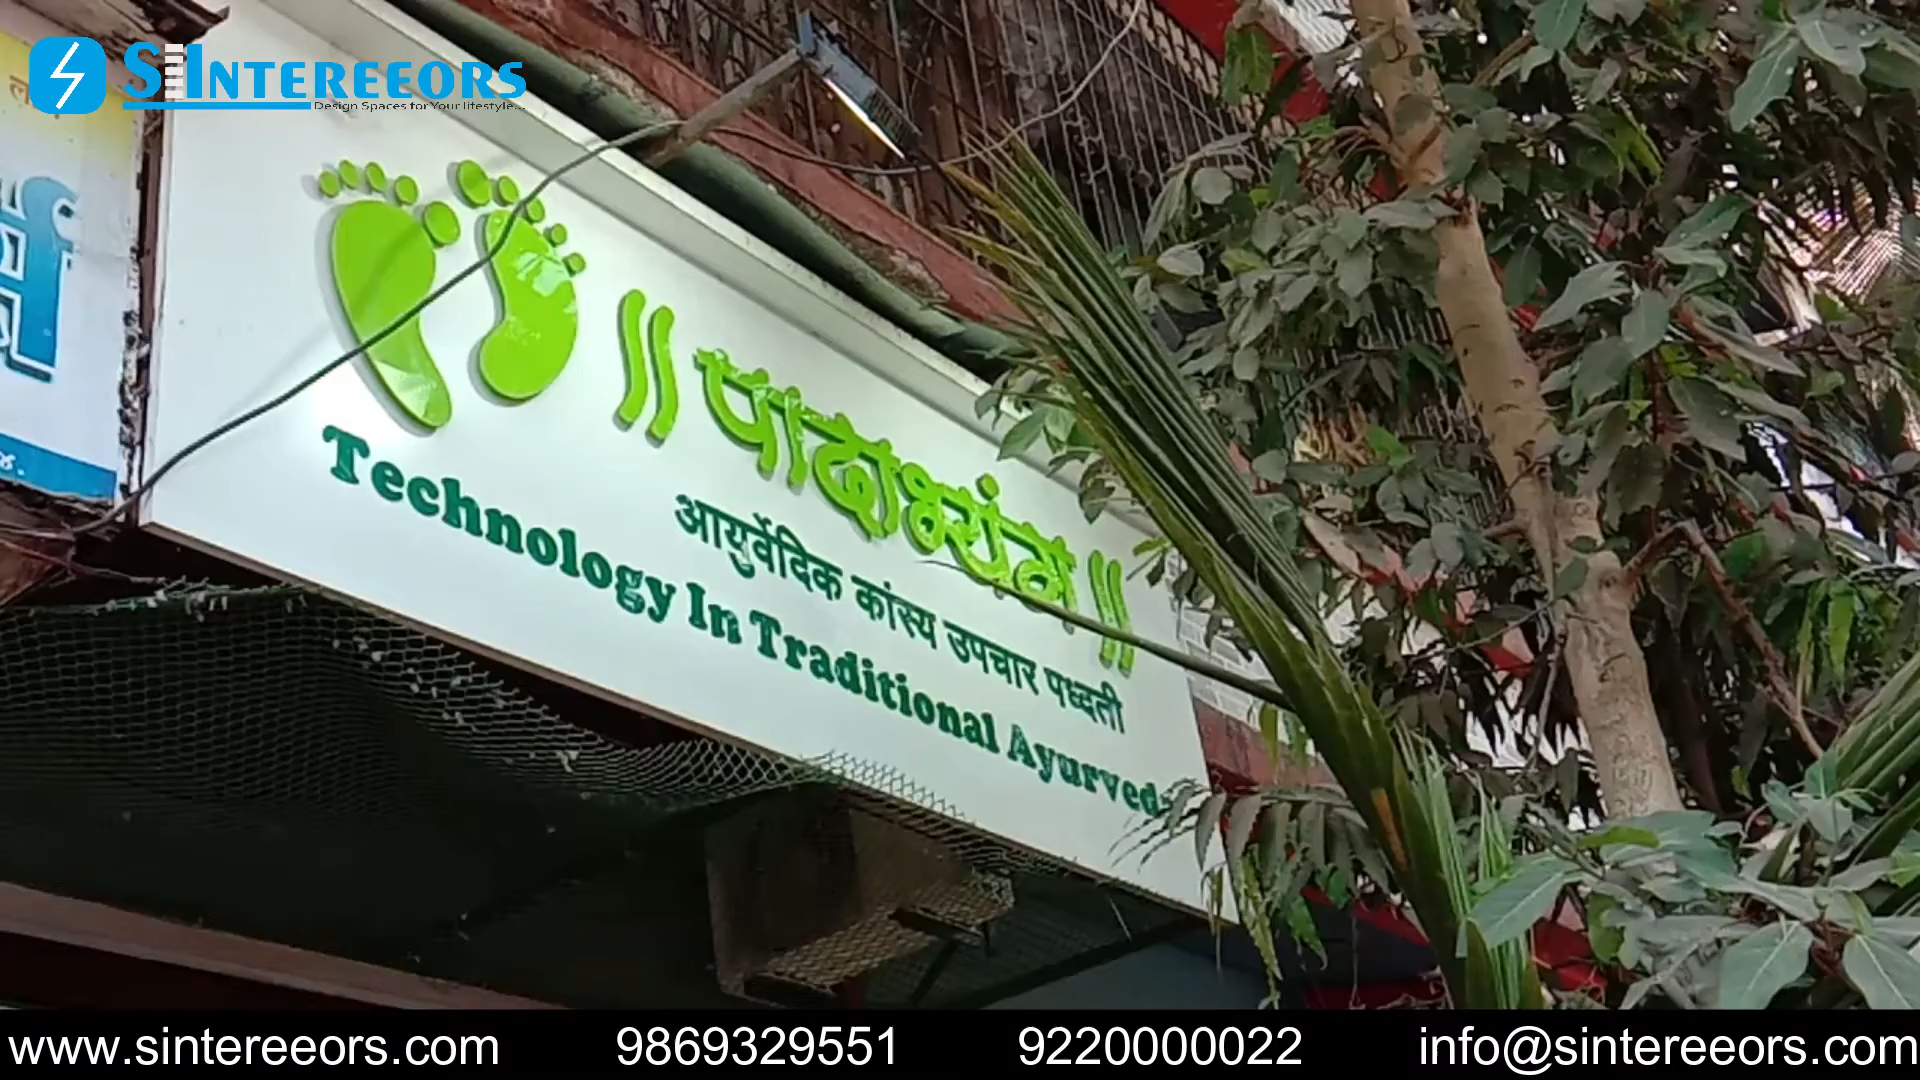 SIntereeors
Design Spaces for Your lifestyle...
॥ पादाभ्यंग ॥
आयुर्वेदिक कांस्य उपचार पध्वती
Technology In Traditional Ayurved
www.sintereeors.com 9869329551 9220000022 info@sintereeors.com